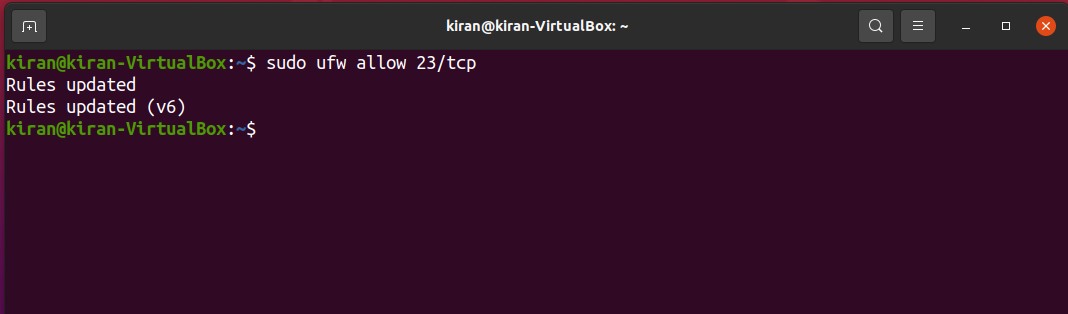 kiran@kiran-VirtualBox: ~
kiran@kiran-VirtualBox:~$ sudo ufw allow 23/tcp
Rules updated
Rules updated (v6)
kiran@kiran-VirtualBox:~$